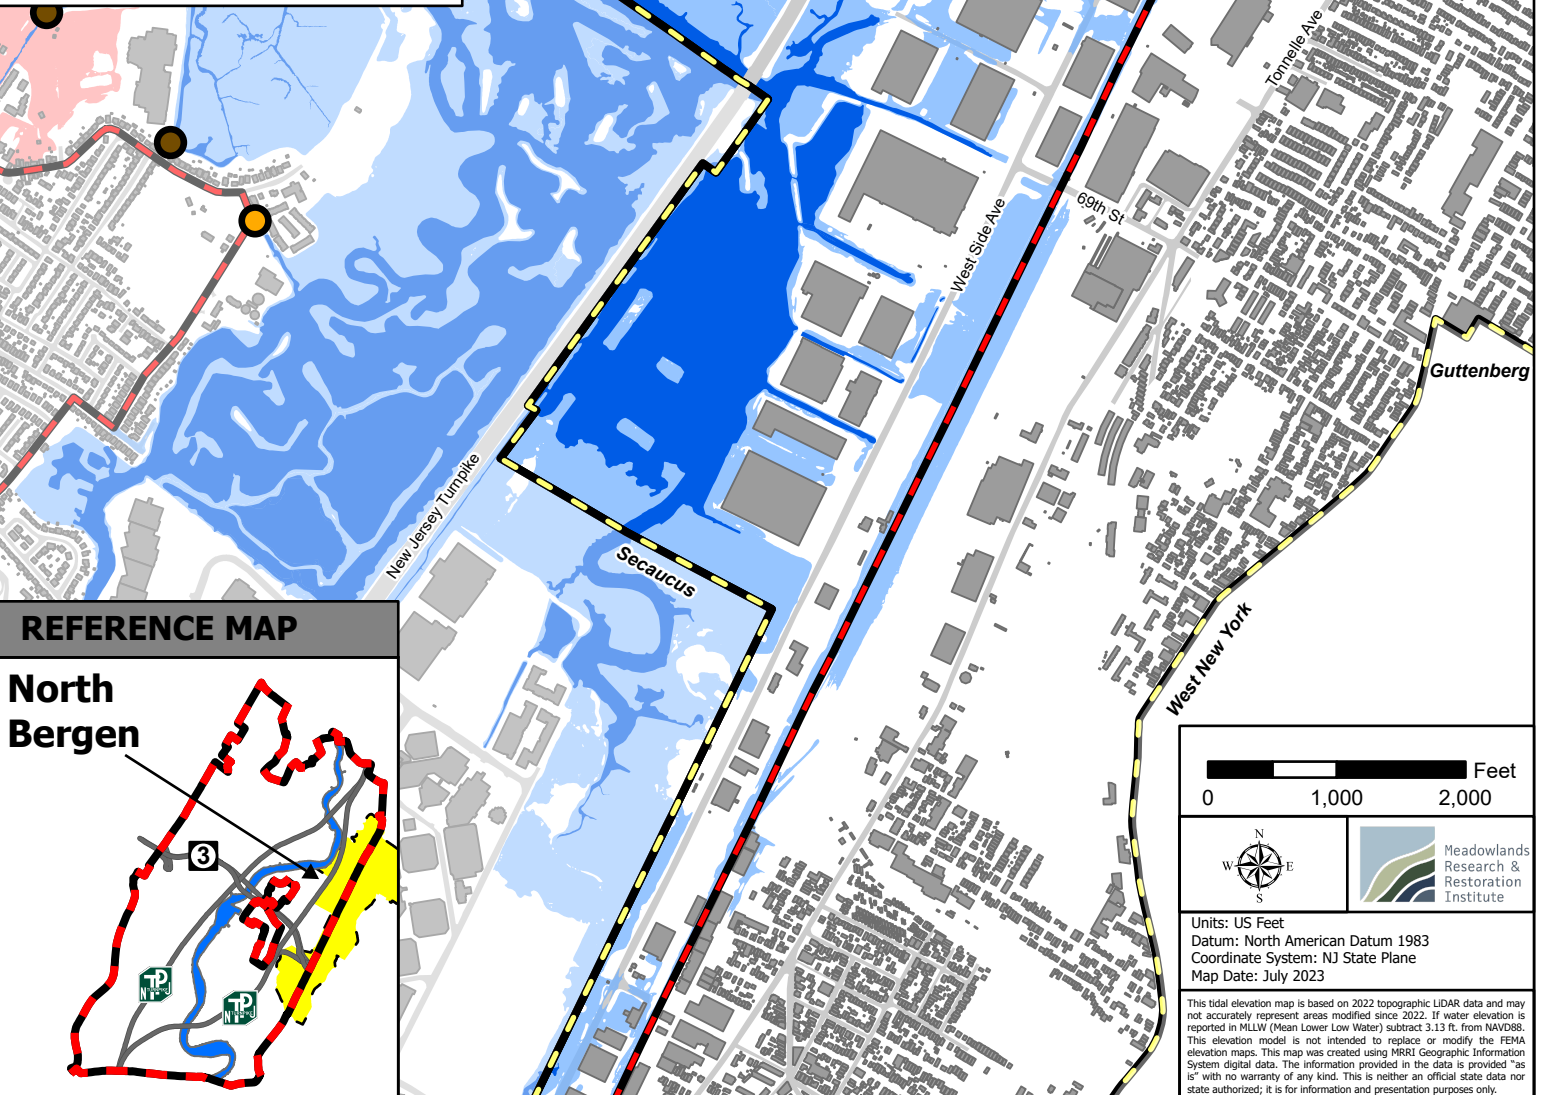 Tonnelle Ave
69th St
West Side Ave
Guttenberg
New Jersey Turnpike
Secaucus
West New York
REFERENCE MAP
North
Bergen
3
0 1,000 2,000 Feet
N
W E
S
Meadowlands
Research &
Restoration
Institute
Units: US Feet
Datum: North American Datum 1983
Coordinate System: NJ State Plane
Map Date: July 2023
This tidal elevation map is based on 2022 topographic LiDAR data and may
not accurately represent areas modified since 2022. If water elevation is
reported in MLLW (Mean Lower Low Water) subtract 3.13 ft. from NAVD88.
This elevation model is not intended to replace or modify the FEMA
elevation maps. This map was created using MRRI Geographic Information
System digital data. The information provided in the data is provided "as
is" with no warranty of any kind. This is neither an official state data nor
state authorized; it is for information and presentation purposes only.